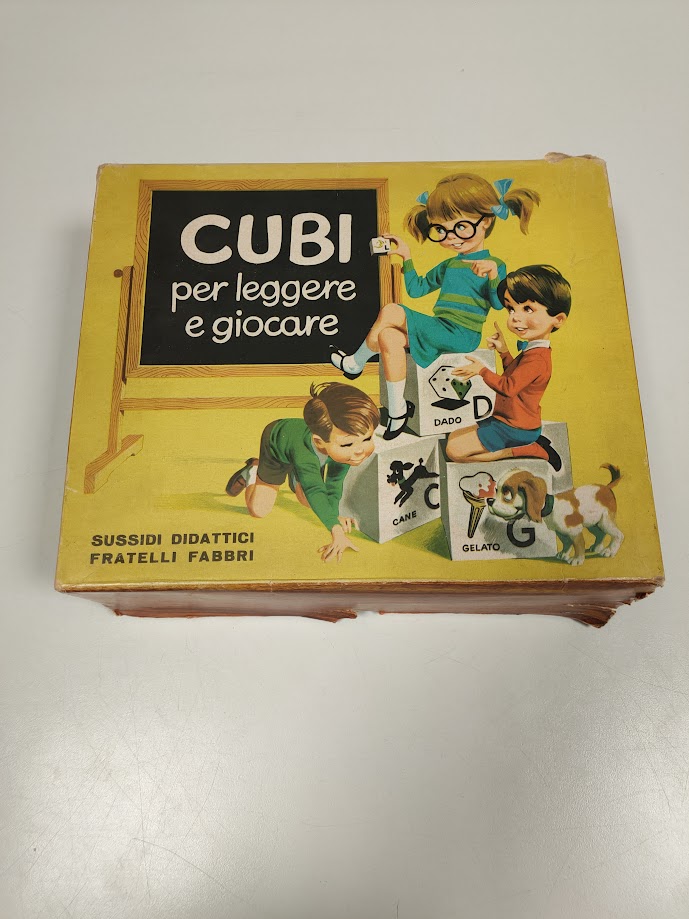 CUBI
per leggere
e giocare
DADO
D
CANE
C
GELATO
G
SUSSIDI DIDATTICI
FRATELLI FABBRI